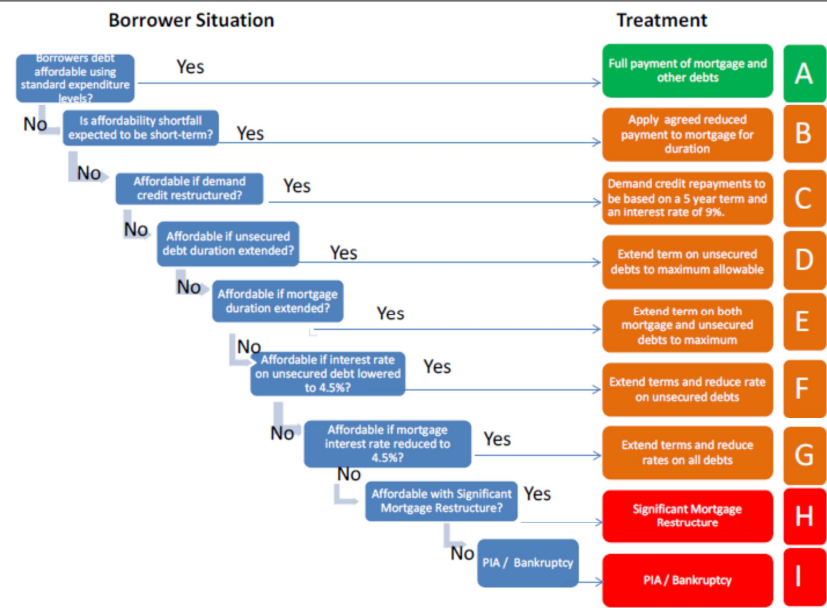 Borrower Situation
Treatment
Borrowers debt
affordable using
standard expenditure
levels?
Yes
Full payment of mortgage and
other debts
A
No
Is affordability shortfall
expected to be short-term?
Yes
Apply agreed reduced
payment to mortgage for
duration
B
No
Affordable if demand
credit restructured?
Yes
Demand credit repayments to
be based on a 5 year term and
an interest rate of 9%.
C
No
Affordable if unsecured
debt duration extended?
Yes
Extend term on unsecured
debts to maximum allowable
D
No
Affordable if mortgage
duration extended?
Yes
Extend term on both
mortgage and unsecured
debts to maximum
E
No
Affordable if interest rate
on unsecured debt lowered
to 4.5%?
Yes
Extend terms and reduce rate
on unsecured debts
F
No
Affordable if mortgage
interest rate reduced to
4.5%?
Yes
Extend terms and reduce
rates on all debts
G
No
Affordable with Significant
Mortgage Restructure?
Yes
Significant Mortgage
Restructure
H
No
PIA / Bankruptcy
PIA / Bankruptcy
I